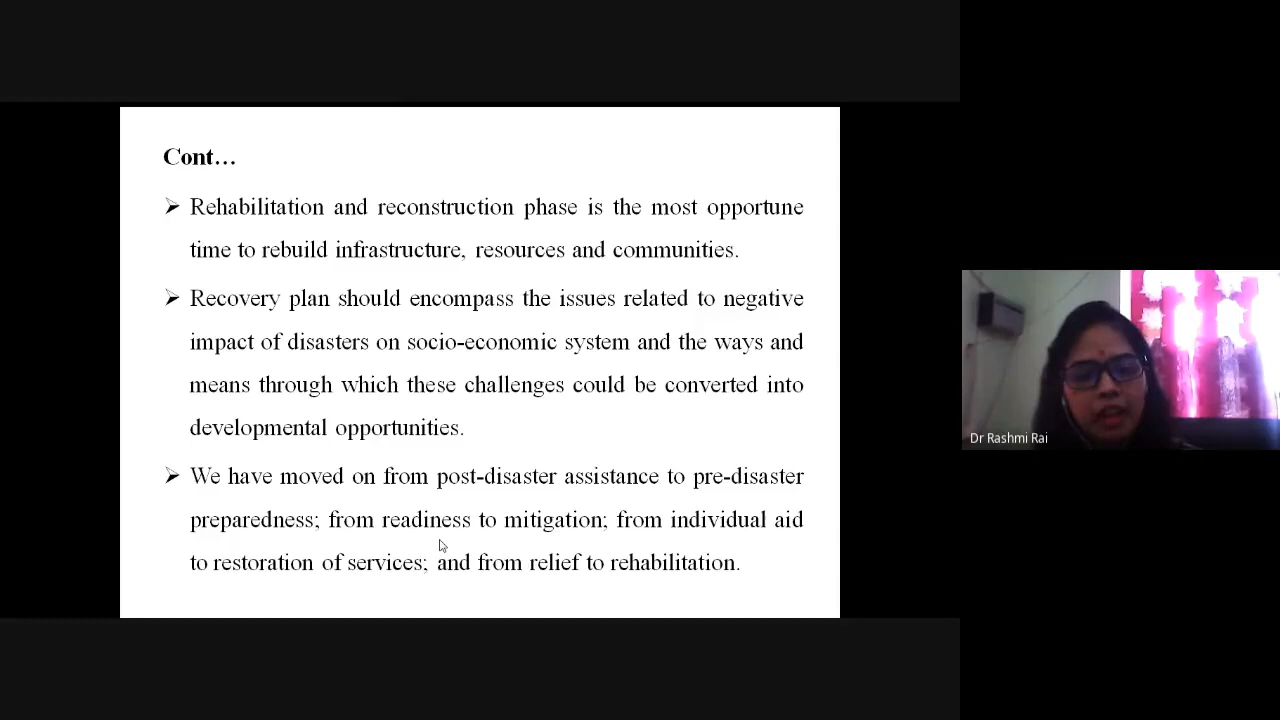 Cont…
➢ Rehabilitation and reconstruction phase is the most opportune
time to rebuild infrastructure, resources and communities.
➢ Recovery plan should encompass the issues related to negative
impact of disasters on socio-economic system and the ways and
means through which these challenges could be converted into
developmental opportunities.
➢ We have moved on from post-disaster assistance to pre-disaster
preparedness; from readiness to mitigation; from individual aid
to restoration of services; and from relief to rehabilitation.
Dr Rashmi Rai